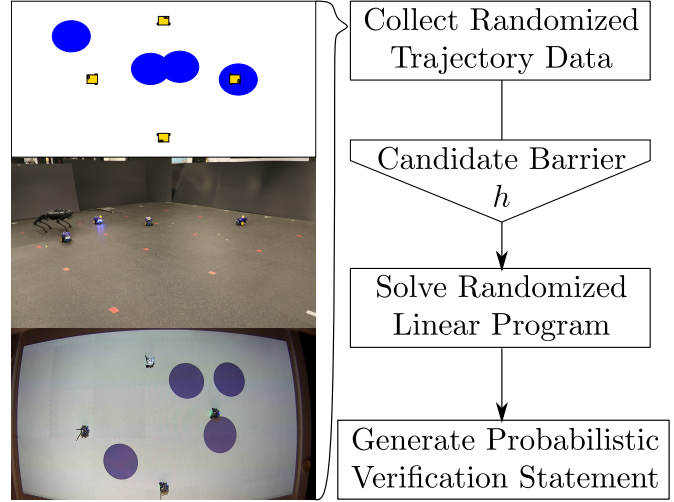 Collect Randomized
Trajectory Data
Candidate Barrier
h
Solve Randomized
Linear Program
Generate Probabilistic
Verification Statement